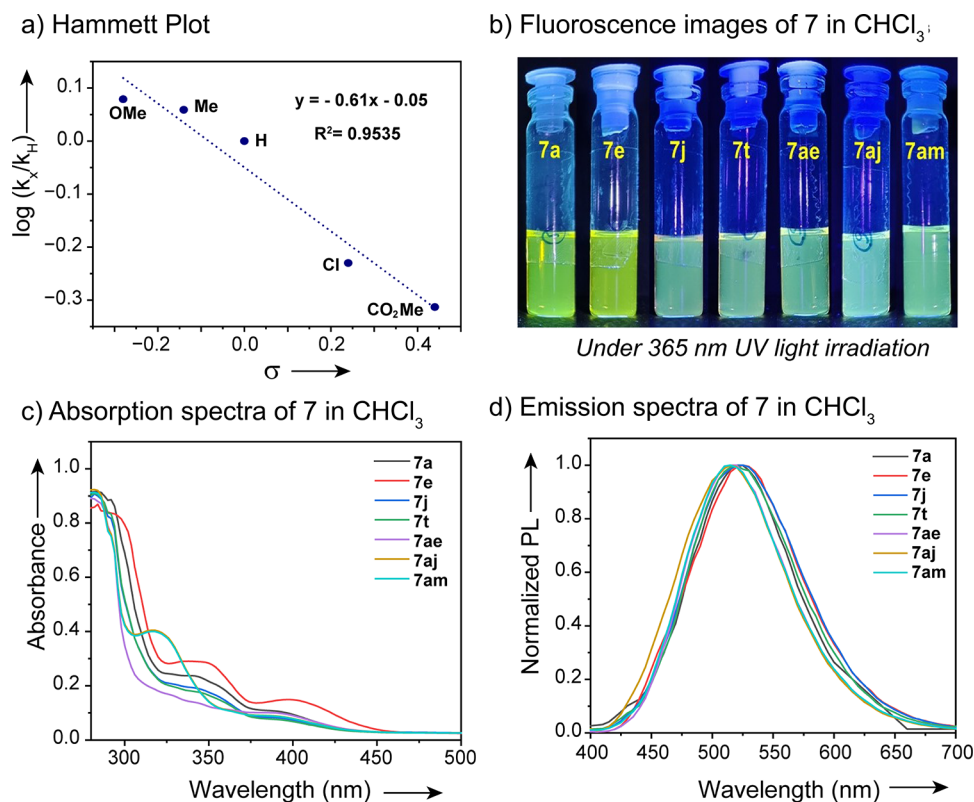 a) Hammett Plot
log (kₓ/k_H)
0.10
0.0
−0.1
−0.2
−0.3
−0.2
0.0
0.2
0.4
σ
OMe
Me
H
Cl
CO₂Me
y = - 0.61x - 0.05
R²= 0.9535
b) Fluoroscence images of 7 in CHCl₃
7a
7e
7j
7t
7ae
7aj
7am
Under 365 nm UV light irradiation
c) Absorption spectra of 7 in CHCl₃
Absorbance
1.0
0.8
0.6
0.4
0.2
0.0
300
350
400
450
500
Wavelength (nm)
7a
7e
7j
7t
7ae
7aj
7am
d) Emission spectra of 7 in CHCl₃
Normalized PL
1.0
0.8
0.6
0.4
0.2
0.0
400
450
500
550
600
650
700
Wavelength (nm)
7a
7e
7j
7t
7ae
7aj
7am